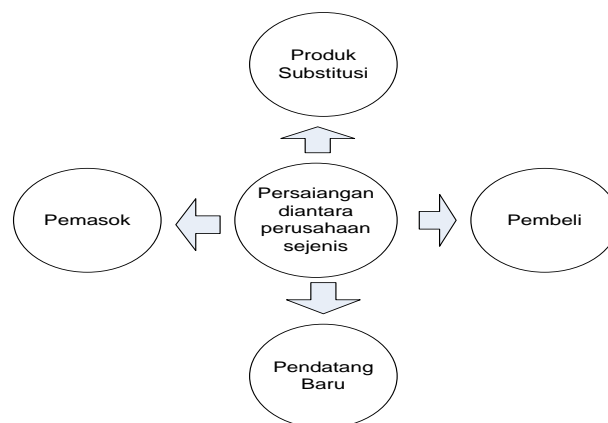 Produk
Substitusi
Pemasok
Persaiangan
diantara
perusahaan
sejenis
Pembeli
Pendatang
Baru